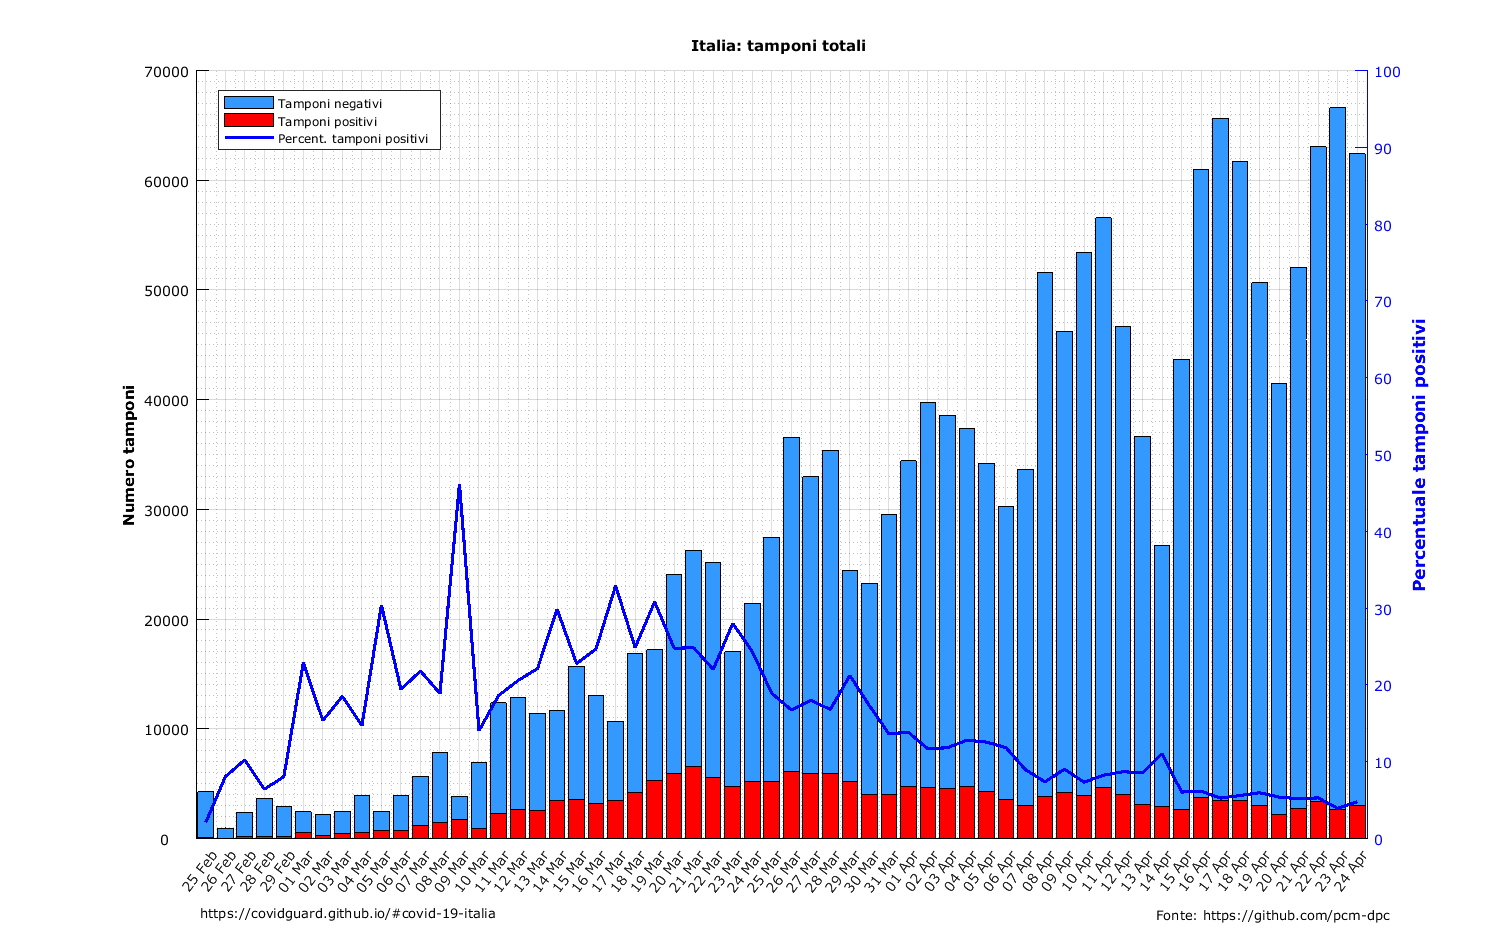 Italia: tamponi totali
70000
60000
50000
40000
30000
20000
10000
0
Numero tamponi
Tamponi negativi
Tamponi positivi
Percent. tamponi positivi
100
90
80
70
60
50
40
30
20
10
0
Percentuale tamponi positivi
25 Feb
26 Feb
27 Feb
28 Feb
29 Feb
01 Mar
02 Mar
03 Mar
04 Mar
05 Mar
06 Mar
07 Mar
08 Mar
09 Mar
10 Mar
11 Mar
12 Mar
13 Mar
14 Mar
15 Mar
16 Mar
17 Mar
18 Mar
19 Mar
20 Mar
21 Mar
22 Mar
23 Mar
24 Mar
25 Mar
26 Mar
27 Mar
28 Mar
29 Mar
30 Mar
31 Mar
01 Apr
02 Apr
03 Apr
04 Apr
05 Apr
06 Apr
07 Apr
08 Apr
09 Apr
10 Apr
11 Apr
12 Apr
13 Apr
14 Apr
15 Apr
16 Apr
17 Apr
18 Apr
19 Apr
20 Apr
21 Apr
22 Apr
23 Apr
24 Apr
https://covidguard.github.io/#covid-19-italia
Fonte: https://github.com/pcm-dpc